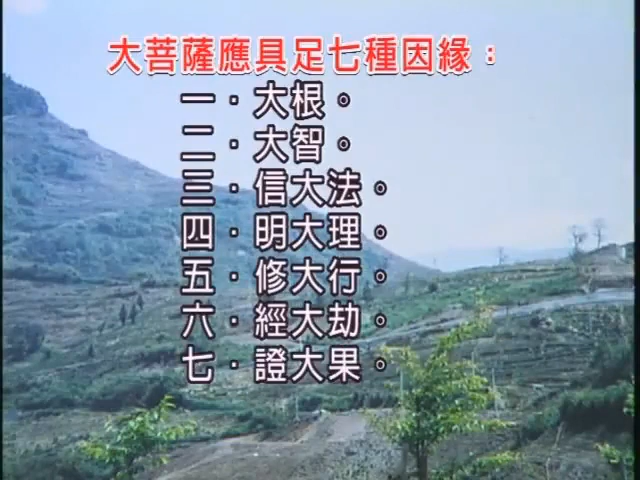 大菩薩應具足七種因緣：
一．大根。
二．大智。
三．信大法。
四．明大理。
五．修大行。
六．經大劫。
七．證大果。